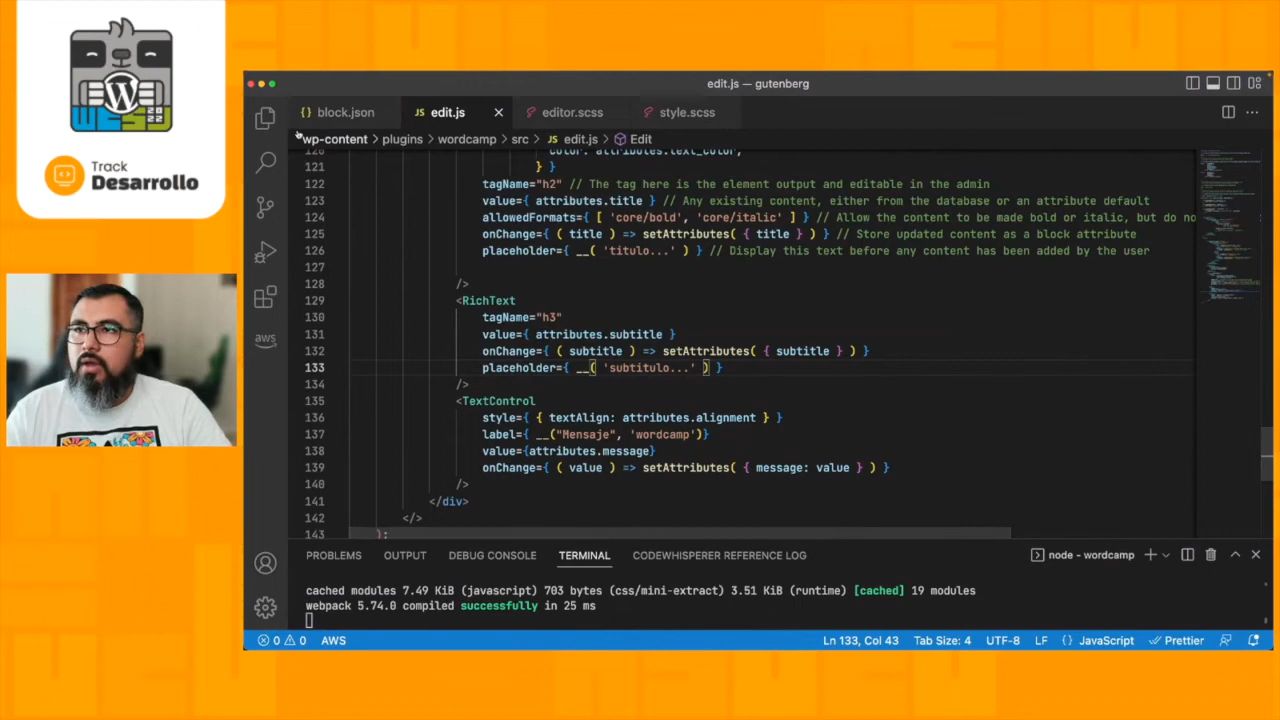 WCSJ
2022
Track
Desarrollo
edit.js — gutenberg
block.json
JS edit.js
editor.scss
style.scss
wp-content > plugins > wordcamp > src > JS edit.js > Edit
120 color: attributes.text_color,
121 } }
122 tagName="h2" // The tag here is the element output and editable in the admin
123 value={ attributes.title } // Any existing content, either from the database or an attribute default
124 allowedFormats={ [ 'core/bold', 'core/italic' ] } // Allow the content to be made bold or italic, but do no
125 onChange={ ( title ) => setAttributes( { title } ) } // Store updated content as a block attribute
126 placeholder={ __( 'titulo...' ) } // Display this text before any content has been added by the user
127
128 />
129 <RichText
130 tagName="h3"
131 value={ attributes.subtitle }
132 onChange={ ( subtitle ) => setAttributes( { subtitle } ) }
133 placeholder={ __( 'subtitulo...' ) }
134 />
135 <TextControl
136 style={ { textAlign: attributes.alignment } }
137 label={ __("Mensaje", 'wordcamp')}
138 value={attributes.message}
139 onChange={ ( value ) => setAttributes( { message: value } ) }
140 />
141 </div>
142 </>
143 );
aws
PROBLEMS OUTPUT DEBUG CONSOLE TERMINAL CODEWHISPERER REFERENCE LOG
node - wordcamp
cached modules 7.49 KiB (javascript) 703 bytes (css/mini-extract) 3.51 KiB (runtime) [cached] 19 modules
webpack 5.74.0 compiled successfully in 25 ms
0 0 AWS
Ln 133, Col 43 Tab Size: 4 UTF-8 LF {} JavaScript Prettier